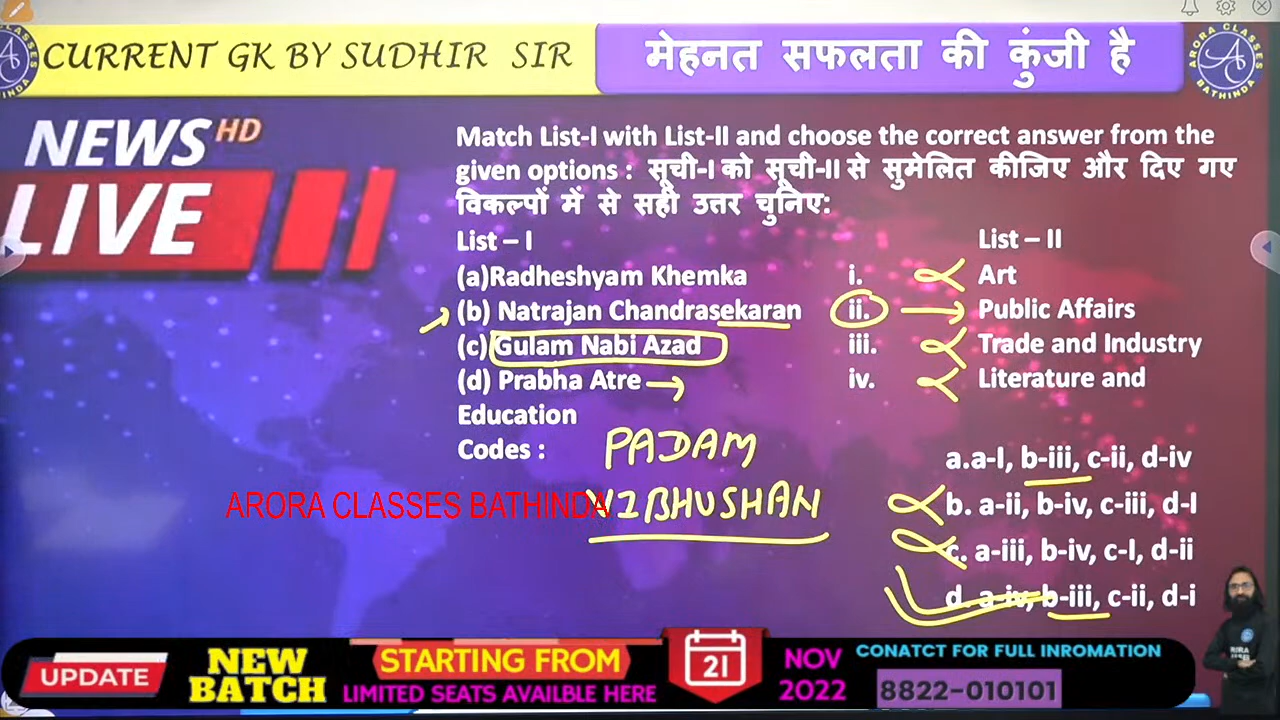 CURRENT GK BY SUDHIR SIR
मेहनत सफलता की कुंजी है
ARORA CLASSES
BATHINDA
NEWS HD
LIVE
Match List-I with List-II and choose the correct answer from the
given options : सूची-I को सूची-II से सुमेलित कीजिए और दिए गए
विकल्पों में से सही उत्तर चुनिए:
List – I List – II
(a)Radheshyam Khemka i. Art
(b) Natrajan Chandrasekaran ii. Public Affairs
(c) Gulam Nabi Azad iii. Trade and Industry
(d) Prabha Atre iv. Literature and
Education
Codes :
PADAM
VIBHUSHAN
ARORA CLASSES BATHINDA
a.a-I, b-iii, c-ii, d-iv
b. a-ii, b-iv, c-iii, d-I
c. a-iii, b-iv, c-I, d-ii
d. a-iv, b-iii, c-ii, d-i
UPDATE
NEW
BATCH
STARTING FROM
LIMITED SEATS AVAILBLE HERE
21
NOV
2022
CONATCT FOR FULL INROMATION
8822-010101